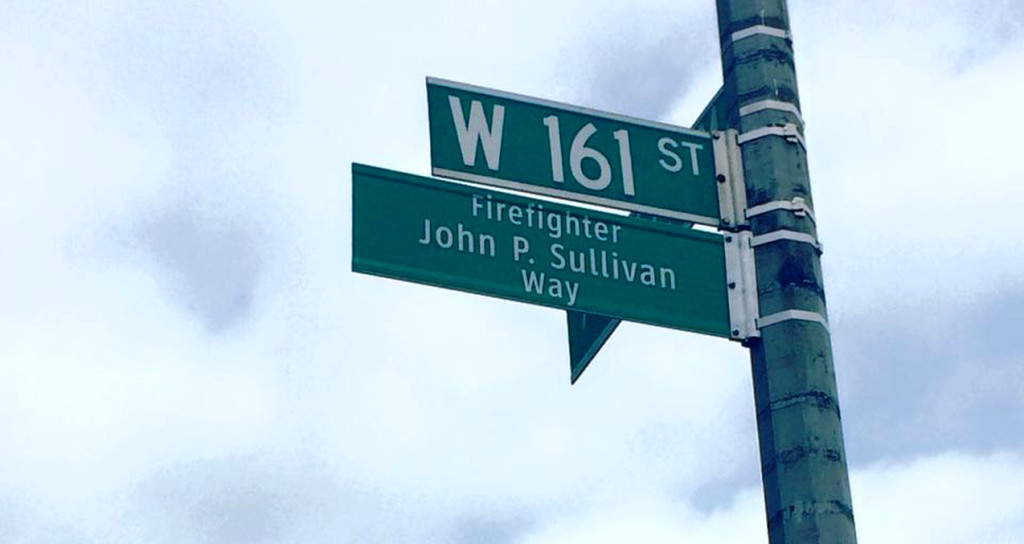 W 161 ST
Firefighter
John P. Sullivan
Way